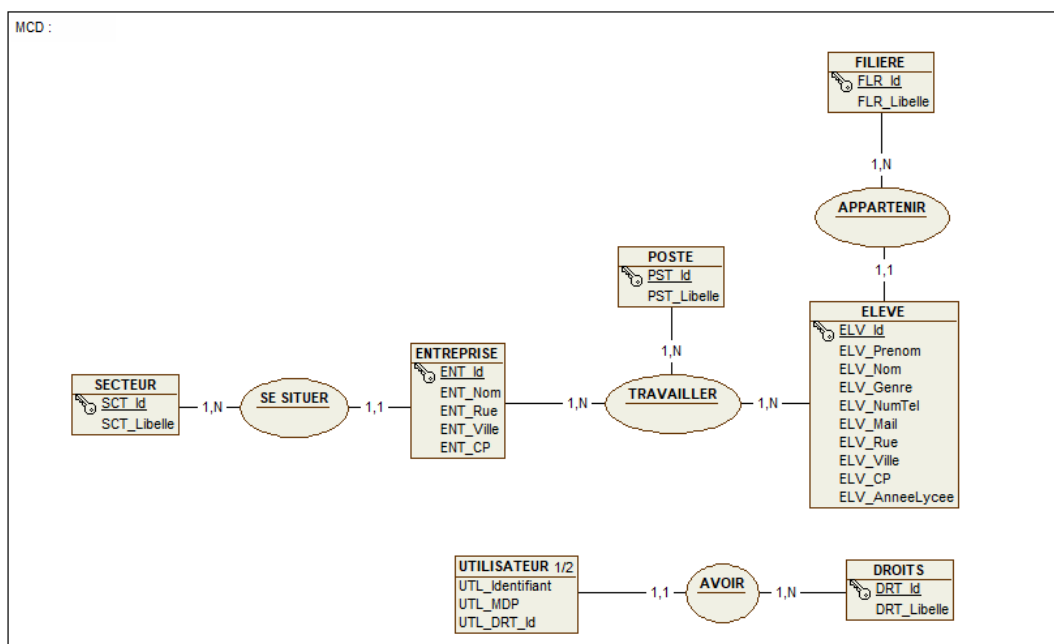 MCD :
FILIERE
FLR_Id
FLR_Libelle
1,N
APPARTENIR
1,1
POSTE
PST_Id
PST_Libelle
1,N
ELEVE
ELV_Id
ELV_Prenom
ELV_Nom
ELV_Genre
ELV_NumTel
ELV_Mail
ELV_Rue
ELV_Ville
ELV_CP
ELV_AnneeLycee
SECTEUR
SCT_Id
SCT_Libelle
1,N
SE SITUER
1,1
ENTREPRISE
ENT_Id
ENT_Nom
ENT_Rue
ENT_Ville
ENT_CP
1,N
TRAVAILLER
1,N
UTILISATEUR 1/2
UTL_Identifiant
UTL_MDP
UTL_DRT_Id
1,1
AVOIR
1,N
DROITS
DRT_Id
DRT_Libelle